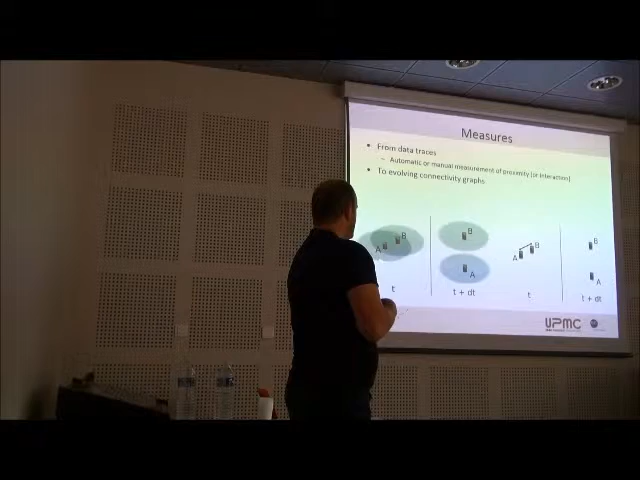 Measures
• From data traces
– Automatic or manual measurement of proximity (or interaction)
• To evolving connectivity graphs
A B
B
A
A B
B
A
t
t + dt
t
t + dt
UPMC